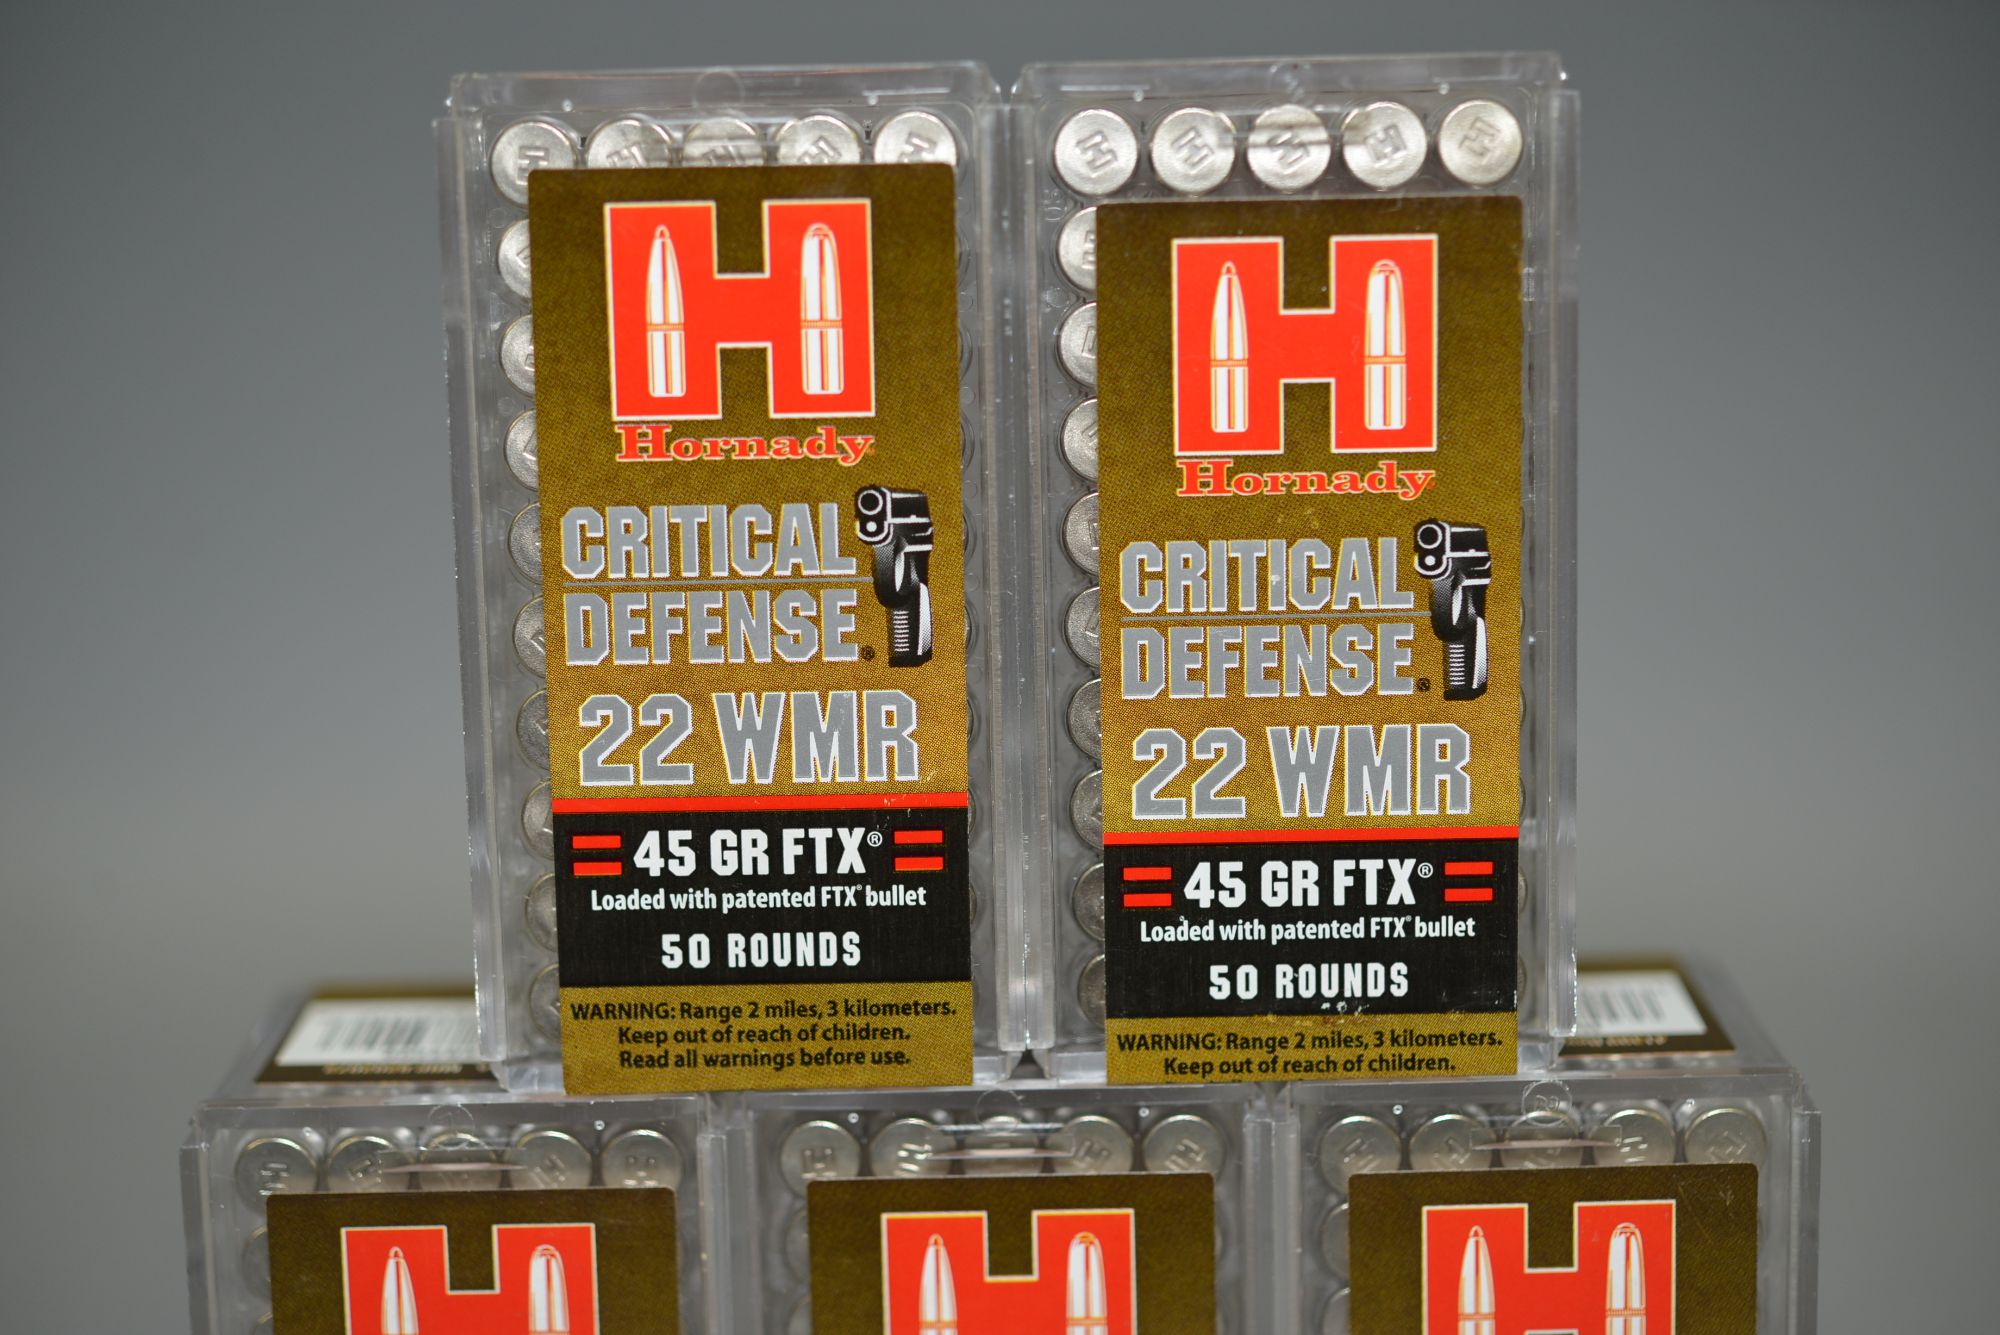 H
Hornady
CRITICAL
DEFENSE®
22 WMR
45 GR FTX®
Loaded with patented FTX® bullet
50 ROUNDS
WARNING: Range 2 miles, 3 kilometers.
Keep out of reach of children.
Read all warnings before use.
H
Hornady
CRITICAL
DEFENSE®
22 WMR
45 GR FTX®
Loaded with patented FTX® bullet
50 ROUNDS
WARNING: Range 2 miles, 3 kilometers.
Keep out of reach of children.
H
H
H